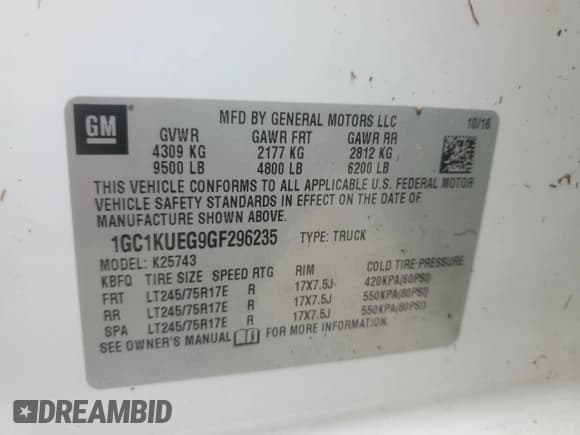 GM
MFD BY GENERAL MOTORS LLC 10/16
GVWR GAWR FRT GAWR RR
4309 KG 2177 KG 2812 KG
9500 LB 4800 LB 6200 LB
THIS VEHICLE CONFORMS TO ALL APPLICABLE U.S. FEDERAL MOTOR
VEHICLE SAFETY STANDARDS IN EFFECT ON THE DATE OF
MANUFACTURE SHOWN ABOVE.
1GC1KUEG9GF296235 TYPE: TRUCK
MODEL: K25743
KBFQ TIRE SIZE SPEED RTG RIM COLD TIRE PRESSURE
FRT LT245/75R17E R 17X7.5J 420KPA(60PSI)
RR LT245/75R17E R 17X7.5J 550KPA(80PSI)
SPA LT245/75R17E R 17X7.5J 550KPA(80PSI)
SEE OWNER'S MANUAL FOR MORE INFORMATION.
#DREAMBID